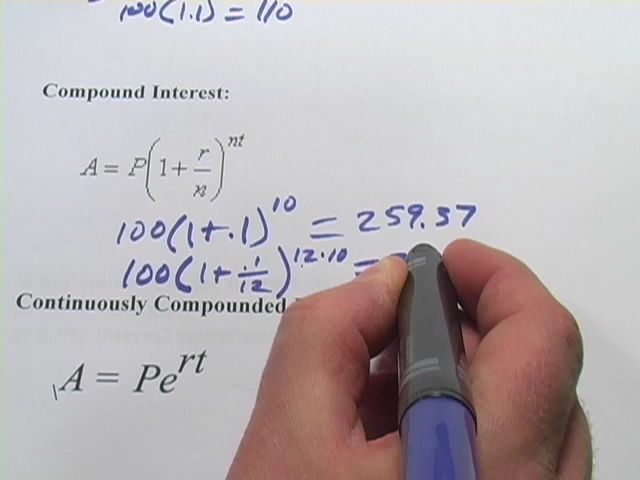 100(1.1) = 110
Compound Interest:
A = P(1 + r/n)^nt
100(1+.1)^10 = 259.37
100(1+.1/12)^12.10 =
Continuously Compounded
A = Pe^rt